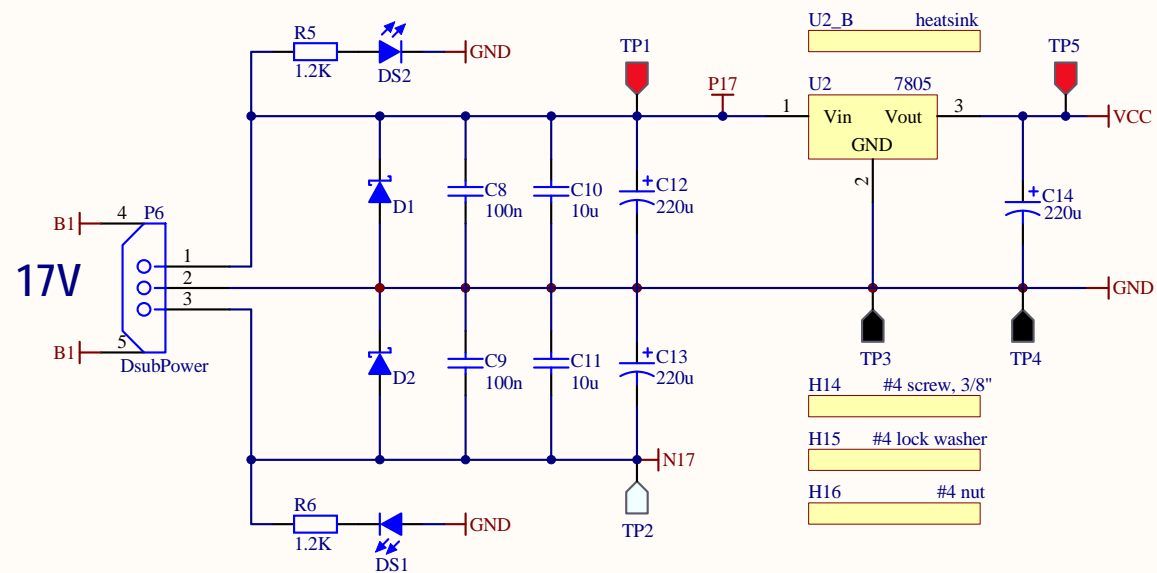 U2_B heatsink
R5
TP1
TP5
1.2K
DS2
GND
P17
U2 7805
1 Vin Vout 3
GND
2
VCC
C8
100n
C10
10u
C12
220u
D1
C14
220u
B1
4
P6
17V
1
2
3
GND
B1
5
DsubPower
D2
C9
100n
C11
10u
C13
220u
TP3
TP4
H14 #4 screw, 3/8"
H15 #4 lock washer
N17
H16 #4 nut
R6
1.2K
DS1
GND
TP2